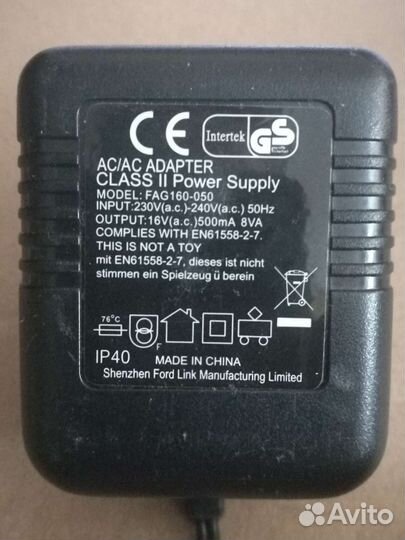 CE
Intertek
GS
geprüfte
Sicherheit
AC/AC ADAPTER
CLASS II Power Supply
MODEL: FAG160-050
INPUT:230V(a.c.)-240V(a.c.) 50Hz
OUTPUT:16V(a.c.)500mA 8VA
COMPLIES WITH EN61558-2-7.
THIS IS NOT A TOY
mit EN61558-2-7, dieses ist nicht
stimmen ein Spielzeug ü berein
76°C
F
IP40
MADE IN CHINA
Shenzhen Ford Link Manufacturing Limited
Avito